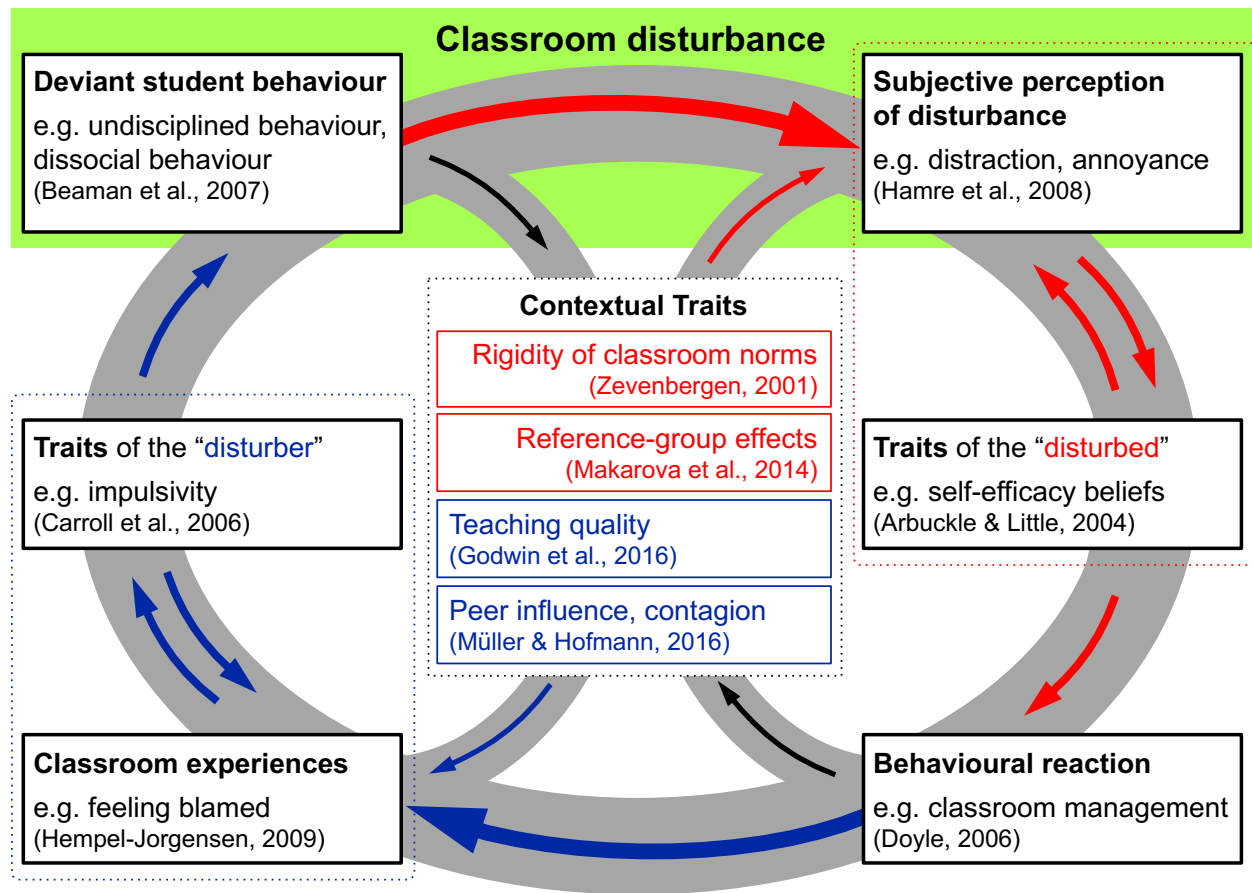 Classroom disturbance
Deviant student behaviour
e.g. undisciplined behaviour,
dissocial behaviour
(Beaman et al., 2007)
Subjective perception
of disturbance
e.g. distraction, annoyance
(Hamre et al., 2008)
Contextual Traits
Rigidity of classroom norms
(Zevenbergen, 2001)
Reference-group effects
(Makarova et al., 2014)
Teaching quality
(Godwin et al., 2016)
Peer influence, contagion
(Müller & Hofmann, 2016)
Traits of the “disturber”
e.g. impulsivity
(Carroll et al., 2006)
Traits of the “disturbed”
e.g. self-efficacy beliefs
(Arbuckle & Little, 2004)
Classroom experiences
e.g. feeling blamed
(Hempel-Jorgensen, 2009)
Behavioural reaction
e.g. classroom management
(Doyle, 2006)